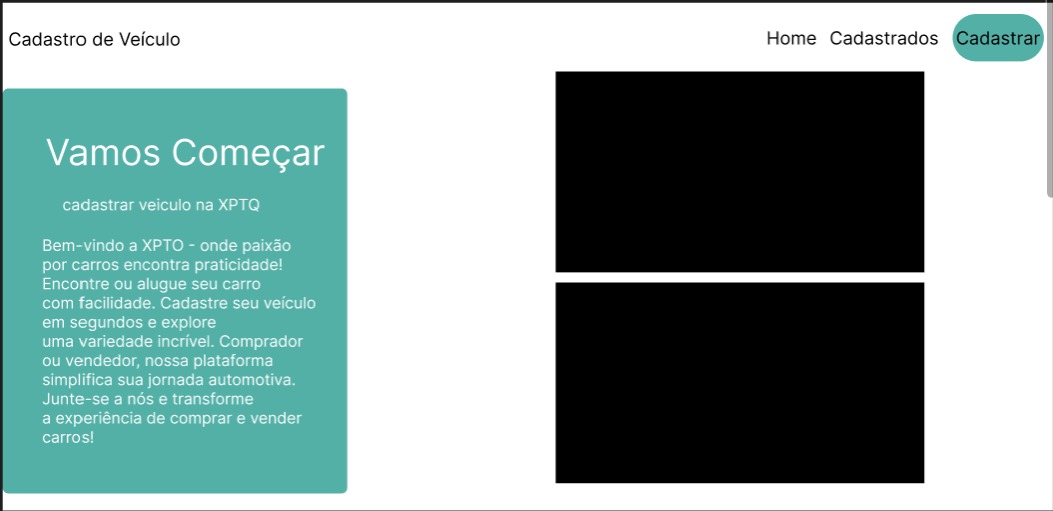 Cadastro de Veículo
Home Cadastrados Cadastrar
Vamos Começar
cadastrar veiculo na XPTQ
Bem-vindo a XPTO - onde paixão
por carros encontra praticidade!
Encontre ou alugue seu carro
com facilidade. Cadastre seu veículo
em segundos e explore
uma variedade incrível. Comprador
ou vendedor, nossa plataforma
simplifica sua jornada automotiva.
Junte-se a nós e transforme
a experiência de comprar e vender
carros!